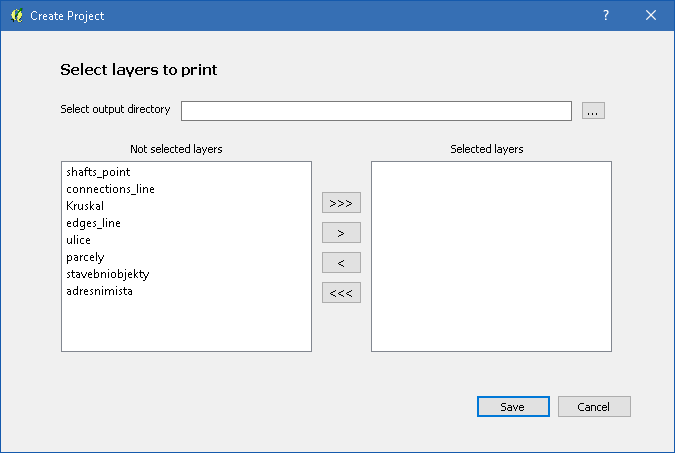 Create Project
?
Select layers to print
Select output directory
...
Not selected layers
Selected layers
shafts_point
connections_line
Kruskal
edges_line
ulice
parcely
stavebniobjekty
adresnimista
>>>
>
<
<<<
Save
Cancel